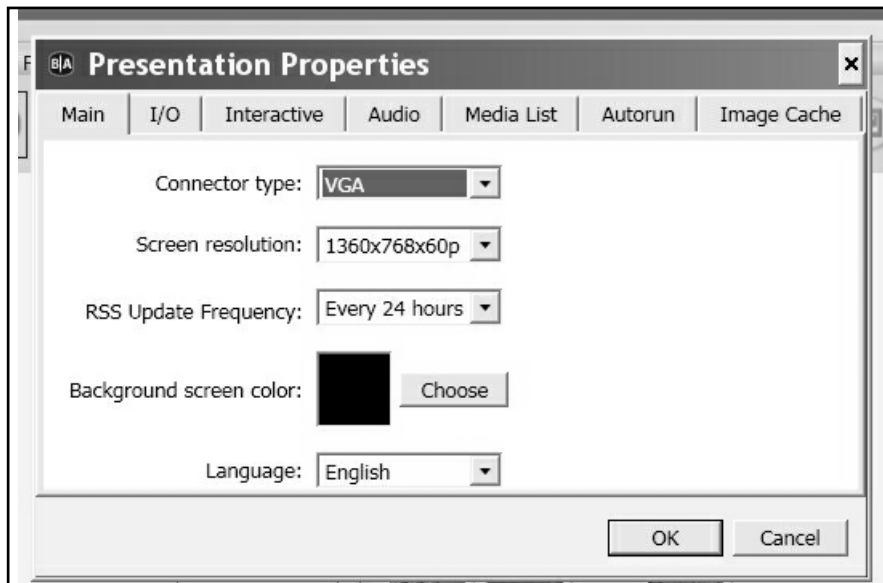 F
B|A Presentation Properties
Main I/O Interactive Audio Media List Autorun Image Cache
Connector type: VGA
Screen resolution: 1360x768x60p
RSS Update Frequency: Every 24 hours
Background screen color: Choose
Language: English
OK Cancel